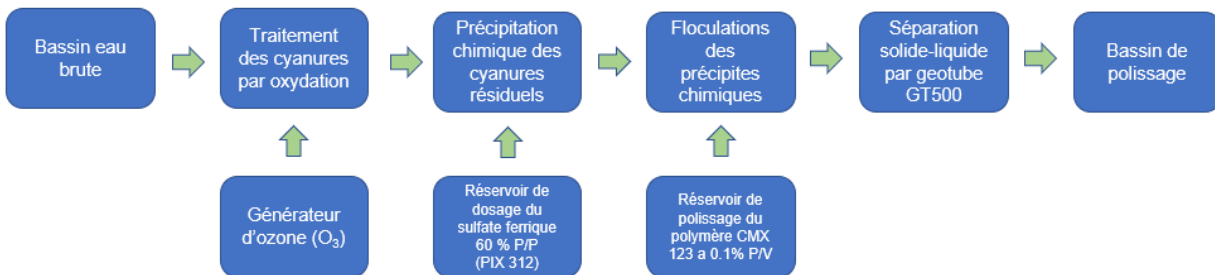 Bassin eau
brute
Traitement
des cyanures
par oxydation
Précipitation
chimique des
cyanures
résiduels
Floculations
des
précipites
chimiques
Séparation
solide-liquide
par geotube
GT500
Bassin de
polissage
Générateur
d'ozone (O₃)
Réservoir de
dosage du
sulfate ferrique
60 % P/P
(PIX 312)
Réservoir de
polissage du
polymère CMX
123 a 0.1% P/V